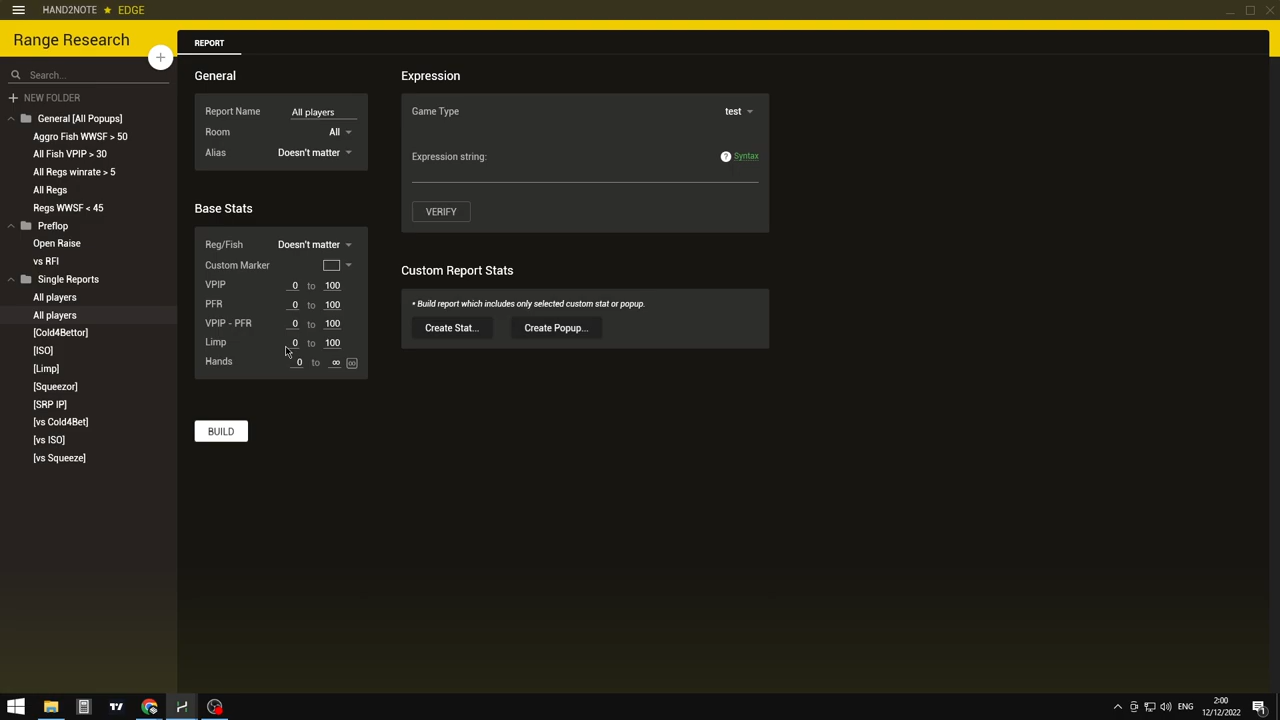 HAND2NOTE ★ EDGE
Range Research
+
Search...
NEW FOLDER
General [All Popups]
Aggro Fish WWSF > 50
All Fish VPIP > 30
All Regs winrate > 5
All Regs
Regs WWSF < 45
Preflop
Open Raise
vs RFI
Single Reports
All players
All players
[Cold4Bettor]
[ISO]
[Limp]
[Squeezor]
[SRP IP]
[vs Cold4Bet]
[vs ISO]
[vs Squeeze]
REPORT
General
Report Name All players
Room All
Alias Doesn't matter
Base Stats
Reg/Fish Doesn't matter
Custom Marker
VPIP 0 to 100
PFR 0 to 100
VPIP - PFR 0 to 100
Limp 0 to 100
Hands 0 to ∞ ∞
BUILD
Expression
Game Type test
Expression string: ? Syntax
VERIFY
Custom Report Stats
* Build report which includes only selected custom stat or popup.
Create Stat... Create Popup...
ENG
2:00
12/12/2022
1